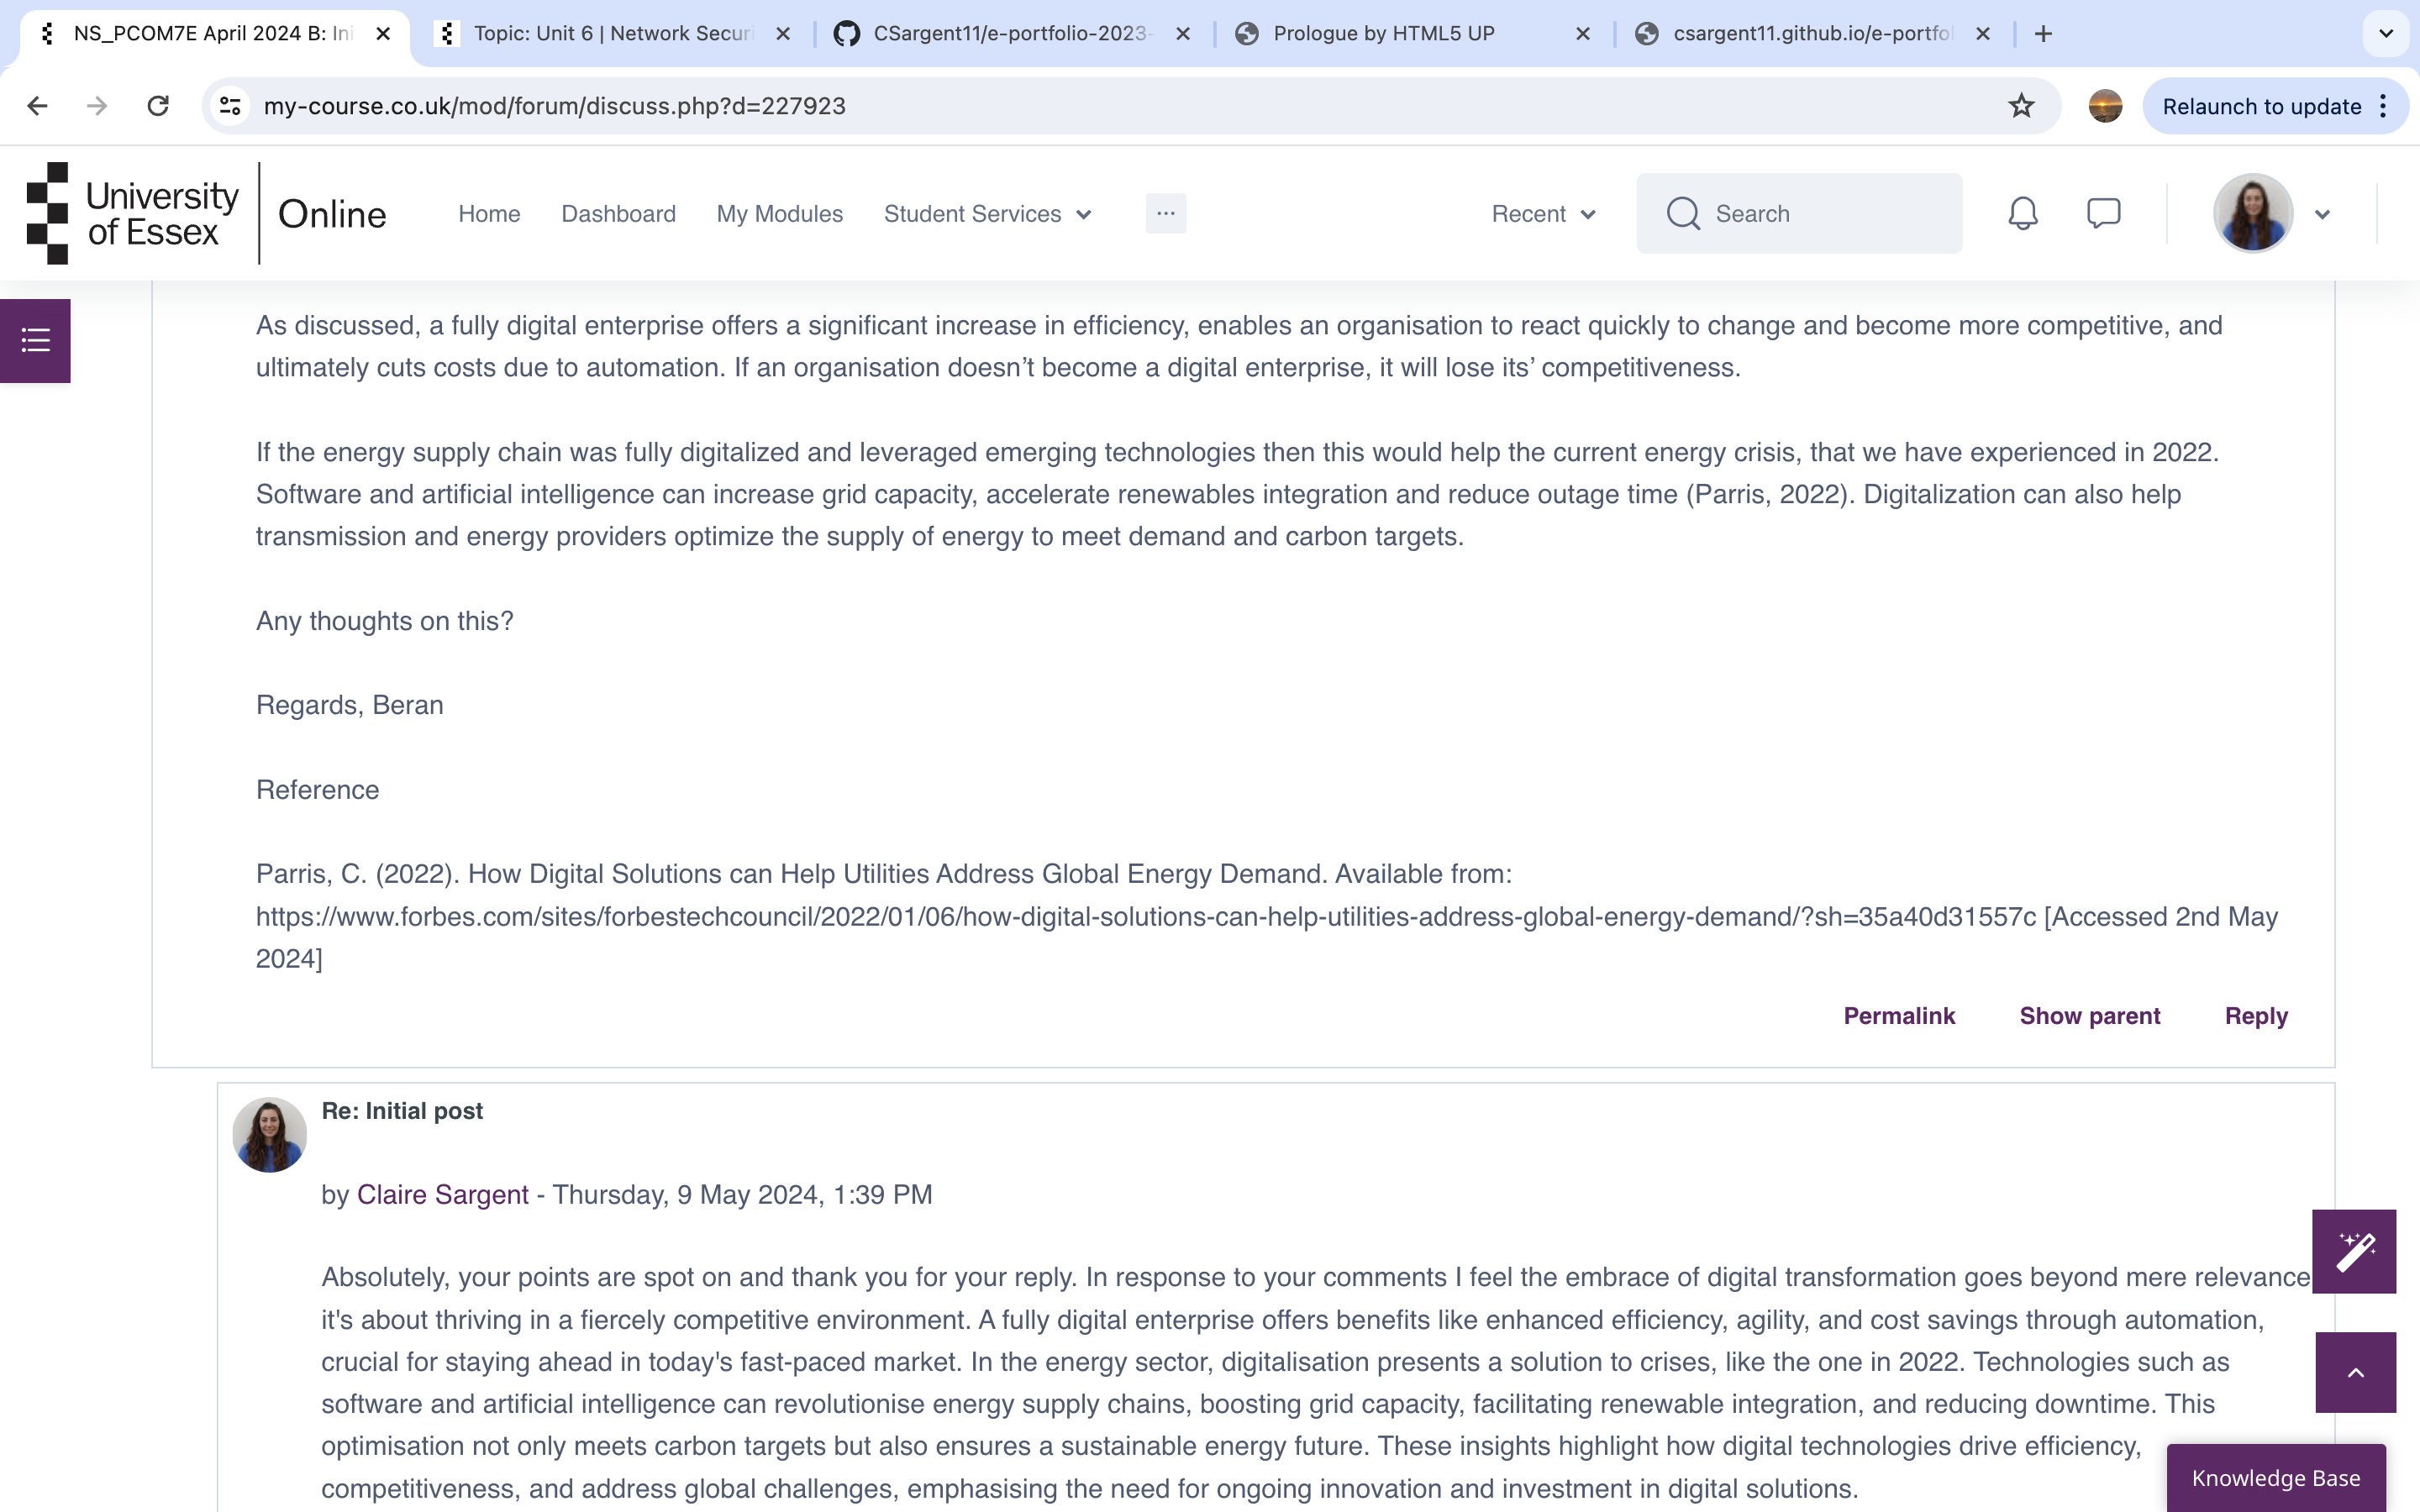 NS_PCOM7E April 2024 B: Ini
Topic: Unit 6 | Network Securi
CSargent11/e-portfolio-2023-
Prologue by HTML5 UP
csargent11.github.io/e-portfol
my-course.co.uk/mod/forum/discuss.php?d=227923
Relaunch to update
University
of Essex
Online
Home
Dashboard
My Modules
Student Services
Recent
Search
As discussed, a fully digital enterprise offers a significant increase in efficiency, enables an organisation to react quickly to change and become more competitive, and
ultimately cuts costs due to automation. If an organisation doesn’t become a digital enterprise, it will lose its’ competitiveness.
If the energy supply chain was fully digitalized and leveraged emerging technologies then this would help the current energy crisis, that we have experienced in 2022.
Software and artificial intelligence can increase grid capacity, accelerate renewables integration and reduce outage time (Parris, 2022). Digitalization can also help
transmission and energy providers optimize the supply of energy to meet demand and carbon targets.
Any thoughts on this?
Regards, Beran
Reference
Parris, C. (2022). How Digital Solutions can Help Utilities Address Global Energy Demand. Available from:
https://www.forbes.com/sites/forbestechcouncil/2022/01/06/how-digital-solutions-can-help-utilities-address-global-energy-demand/?sh=35a40d31557c [Accessed 2nd May
2024]
Permalink
Show parent
Reply
Re: Initial post
by Claire Sargent - Thursday, 9 May 2024, 1:39 PM
Absolutely, your points are spot on and thank you for your reply. In response to your comments I feel the embrace of digital transformation goes beyond mere relevance
it's about thriving in a fiercely competitive environment. A fully digital enterprise offers benefits like enhanced efficiency, agility, and cost savings through automation,
crucial for staying ahead in today's fast-paced market. In the energy sector, digitalisation presents a solution to crises, like the one in 2022. Technologies such as
software and artificial intelligence can revolutionise energy supply chains, boosting grid capacity, facilitating renewable integration, and reducing downtime. This
optimisation not only meets carbon targets but also ensures a sustainable energy future. These insights highlight how digital technologies drive efficiency,
competitiveness, and address global challenges, emphasising the need for ongoing innovation and investment in digital solutions.
Knowledge Base